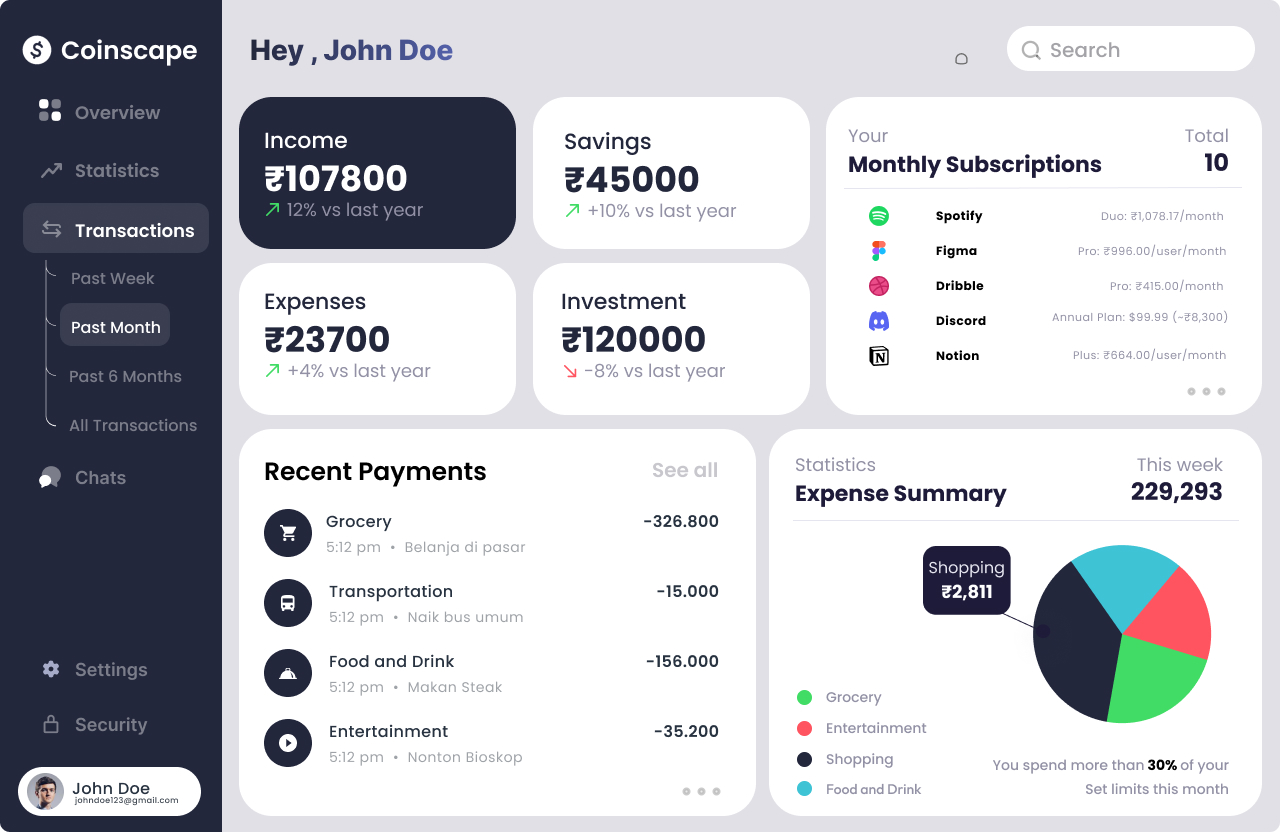 Coinscape
Overview
Statistics
Transactions
Past Week
Past Month
Past 6 Months
All Transactions
Chats
Settings
Security
John Doe
johndoe123@gmail.com
Hey , John Doe
Search
Income
₹107800
12% vs last year
Savings
₹45000
+10% vs last year
Expenses
₹23700
+4% vs last year
Investment
₹120000
-8% vs last year
Your Total
Monthly Subscriptions 10
Spotify Duo: ₹1,078.17/month
Figma Pro: ₹996.00/user/month
Dribble Pro: ₹415.00/month
Discord Annual Plan: $99.99 (~₹8,300)
Notion Plus: ₹664.00/user/month
Recent Payments See all
Grocery -326.800
5:12 pm • Belanja di pasar
Transportation -15.000
5:12 pm • Naik bus umum
Food and Drink -156.000
5:12 pm • Makan Steak
Entertainment -35.200
5:12 pm • Nonton Bioskop
Statistics This week
Expense Summary 229,293
Shopping
₹2,811
Grocery
Entertainment
Shopping
Food and Drink
You spend more than 30% of your
Set limits this month